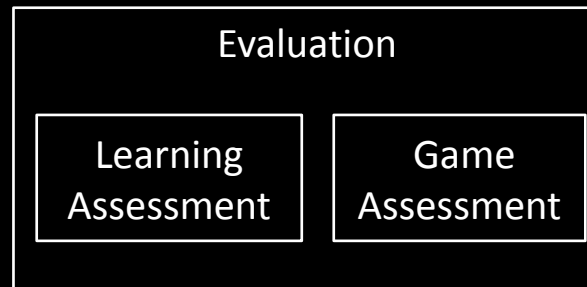 Evaluation
Learning
Assessment
Game
Assessment